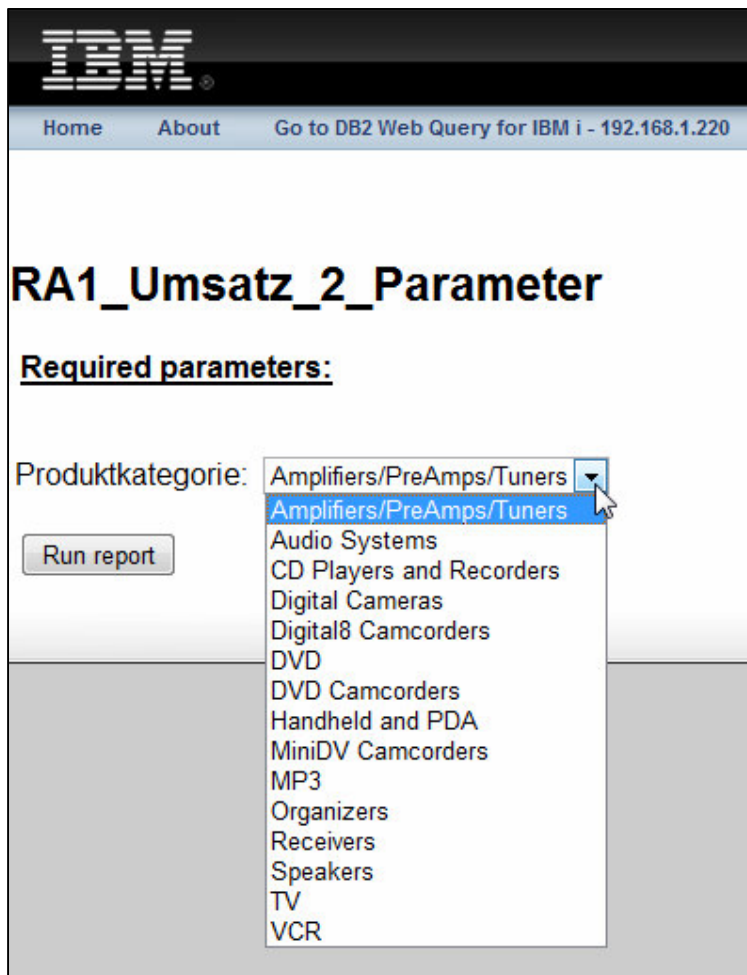 IBM®
Home About Go to DB2 Web Query for IBM i - 192.168.1.220
RA1_Umsatz_2_Parameter
Required parameters:
Produktkategorie: Amplifiers/PreAmps/Tuners
Amplifiers/PreAmps/Tuners
Run report
Audio Systems
CD Players and Recorders
Digital Cameras
Digital8 Camcorders
DVD
DVD Camcorders
Handheld and PDA
MiniDV Camcorders
MP3
Organizers
Receivers
Speakers
TV
VCR